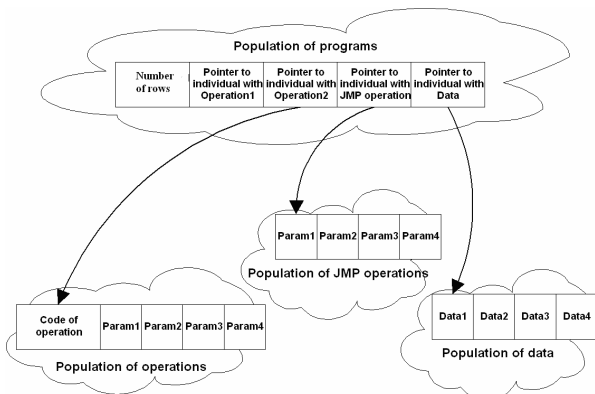 Population of programs
Number
of rows
Pointer to
individual with
Operation1
Pointer to
individual with
Operation2
Pointer to
individual with
JMP operation
Pointer to
individual with
Data
Param1 Param2 Param3 Param4
Population of JMP operations
Code of
operation
Param1 Param2 Param3 Param4
Population of operations
Data1 Data2 Data3 Data4
Population of data